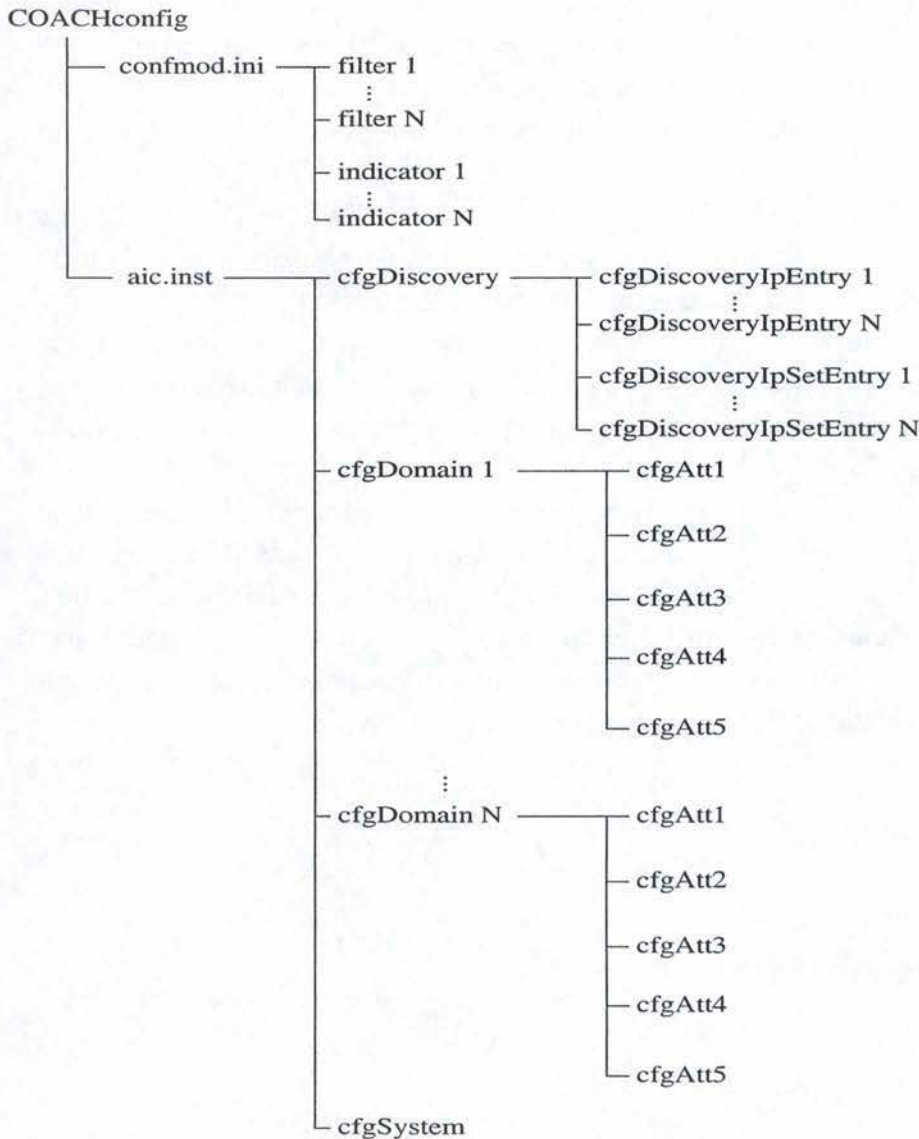 COACHconfig
confmod.ini
filter 1
⋮
filter N
indicator 1
⋮
indicator N
aic.inst
cfgDiscovery
cfgDiscoveryIpEntry 1
⋮
cfgDiscoveryIpEntry N
cfgDiscoveryIpSetEntry 1
⋮
cfgDiscoveryIpSetEntry N
cfgDomain 1
cfgAtt1
cfgAtt2
cfgAtt3
cfgAtt4
cfgAtt5
⋮
cfgDomain N
cfgAtt1
cfgAtt2
cfgAtt3
cfgAtt4
cfgAtt5
cfgSystem